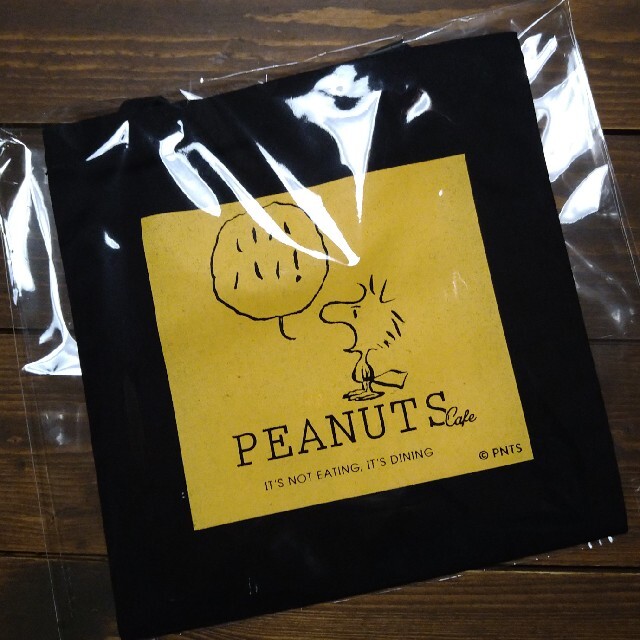 PEANUTS Cafe
IT'S NOT EATING, IT'S DINING
© PNTS